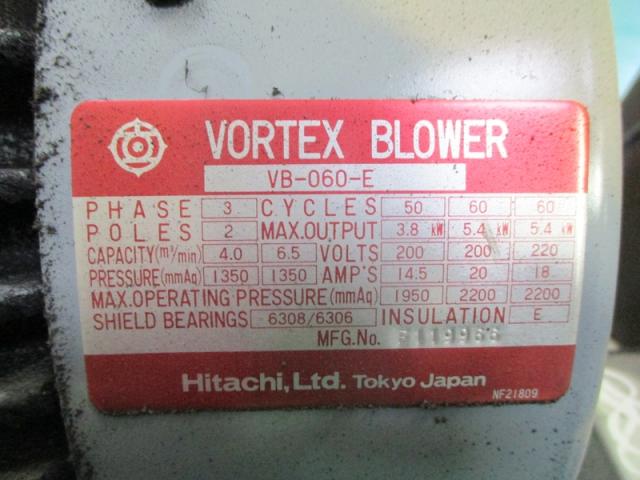 VORTEX BLOWER
VB-060-E
PHASE 3 CYCLES 50 60 60
POLES 2 MAX.OUTPUT 3.8 kW 5.4 kW 5.4 kW
CAPACITY(m³/min) 4.0 6.5 VOLTS 200 200 220
PRESSURE(mmAq) 1350 1350 AMP'S 14.5 20 18
MAX.OPERATING PRESSURE(mmAq) 1950 2200 2200
SHIELD BEARINGS 6308/6306 INSULATION E
MFG.No.
Hitachi,Ltd. Tokyo Japan
NF21809